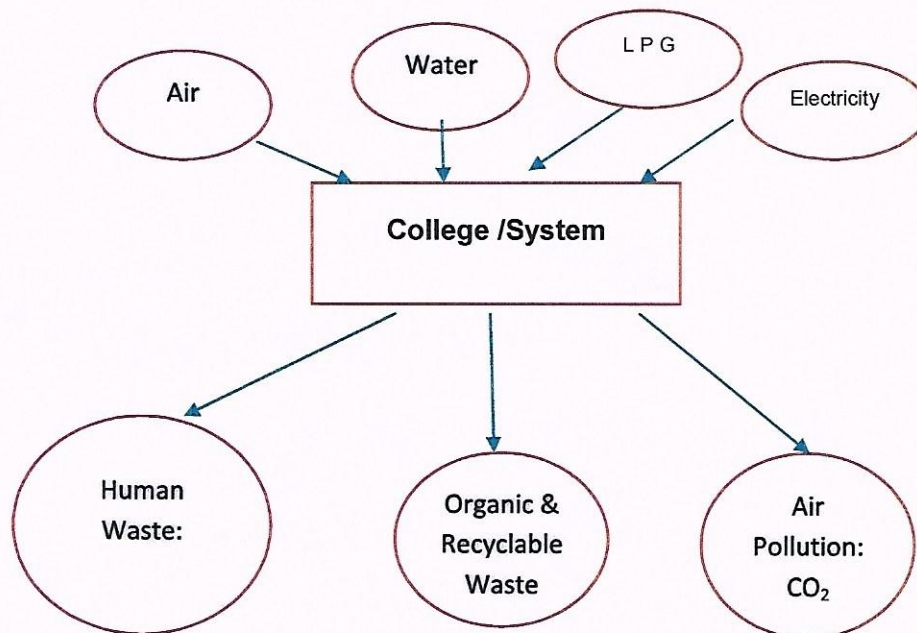 Air
Water
L P G
Electricity
College /System
Human
Waste:
Organic &
Recyclable
Waste
Air
Pollution:
CO₂